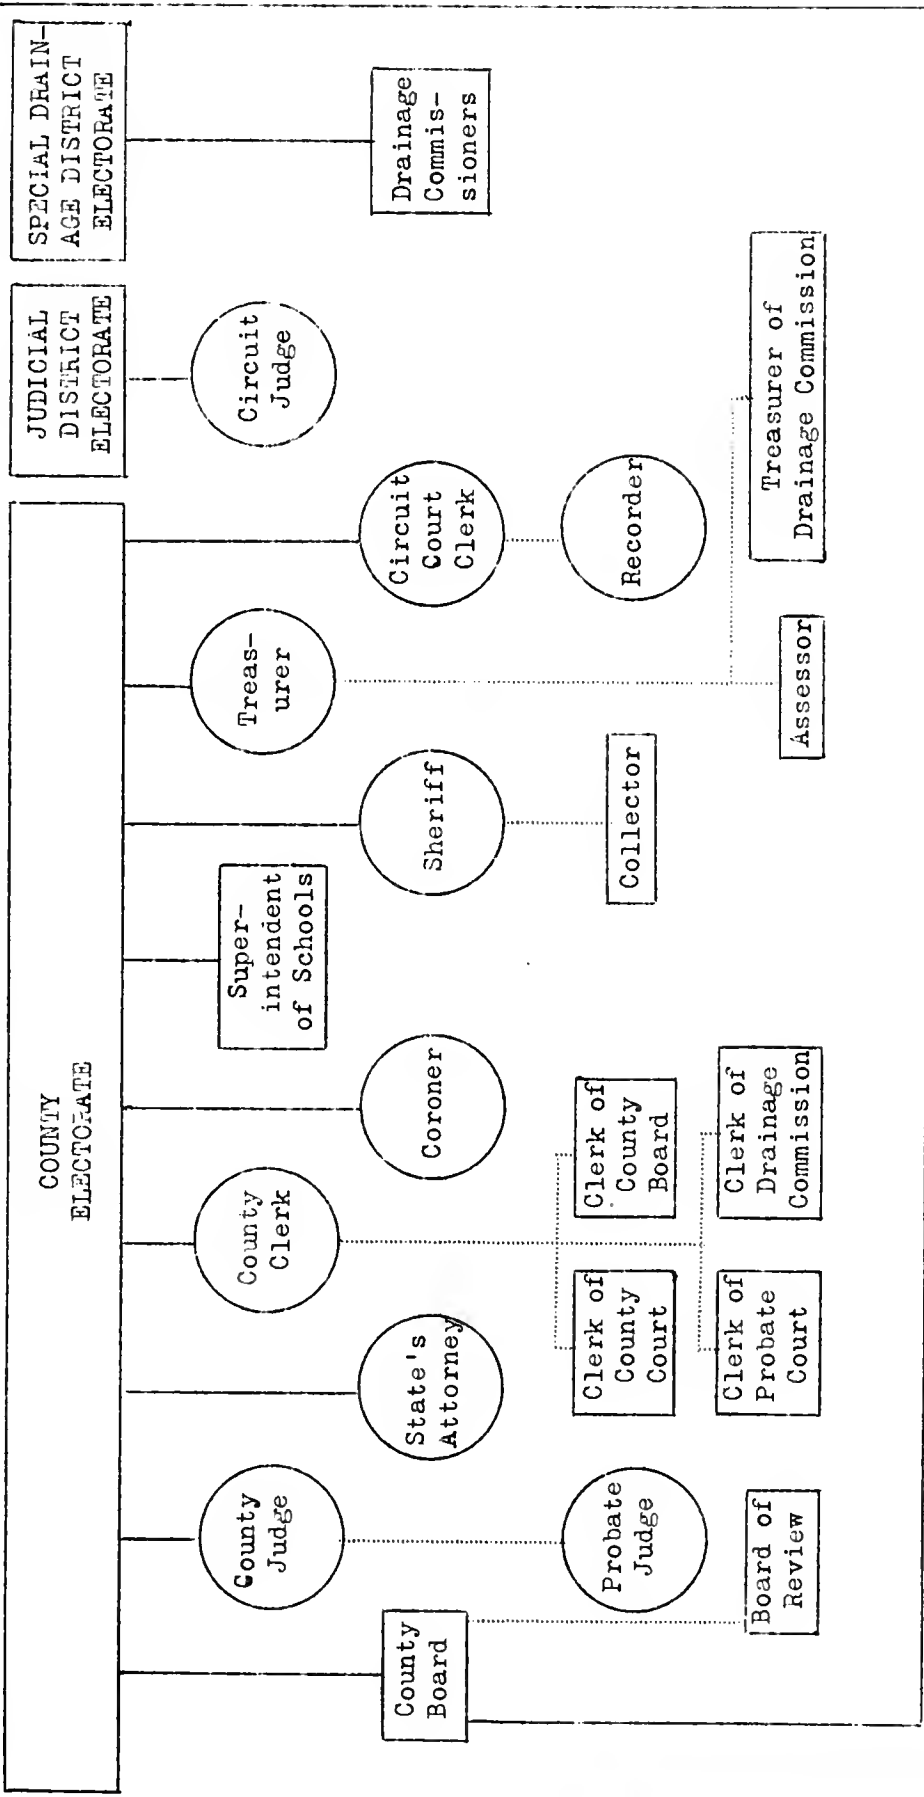 COUNTY
ELECTORATE
JUDICIAL
DISTRICT
ELECTORATE
SPECIAL DRAIN-
AGE DISTRICT
ELECTORATE
County
Judge
County
Clerk
Super-
intendent
of Schools
Treas-
urer
Circuit
Judge
County
Board
State's
Attorney
Coroner
Sheriff
Circuit
Court
Clerk
Drainage
Commis-
sioners
Probate
Judge
Clerk of
County
Court
Clerk of
County
Board
Collector
Recorder
Board of
Review
Clerk of
Probate
Court
Clerk of
Drainage
Commission
Assessor
Treasurer of
Drainage Commission